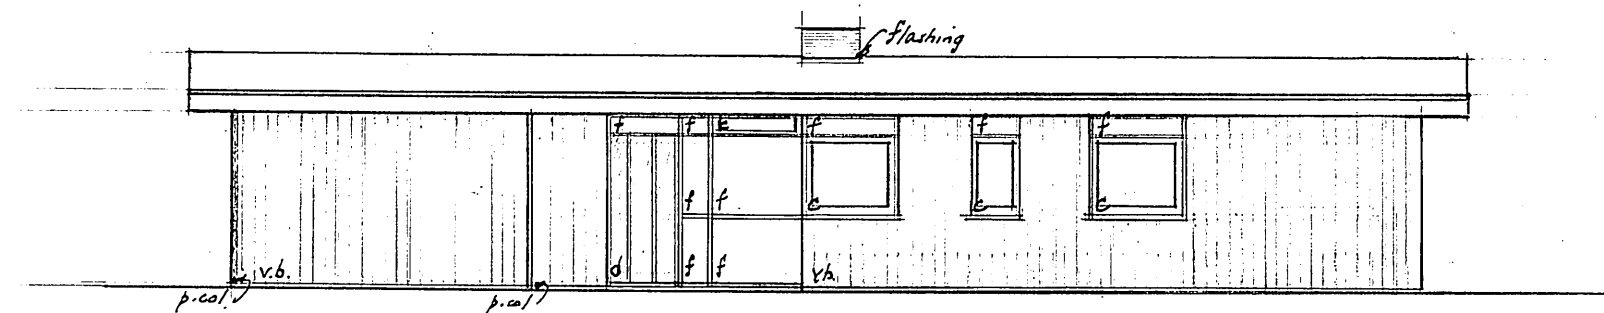 flashing
f f E f f f
f f c c c
v.b. d f f v.b.
p.col. p.col